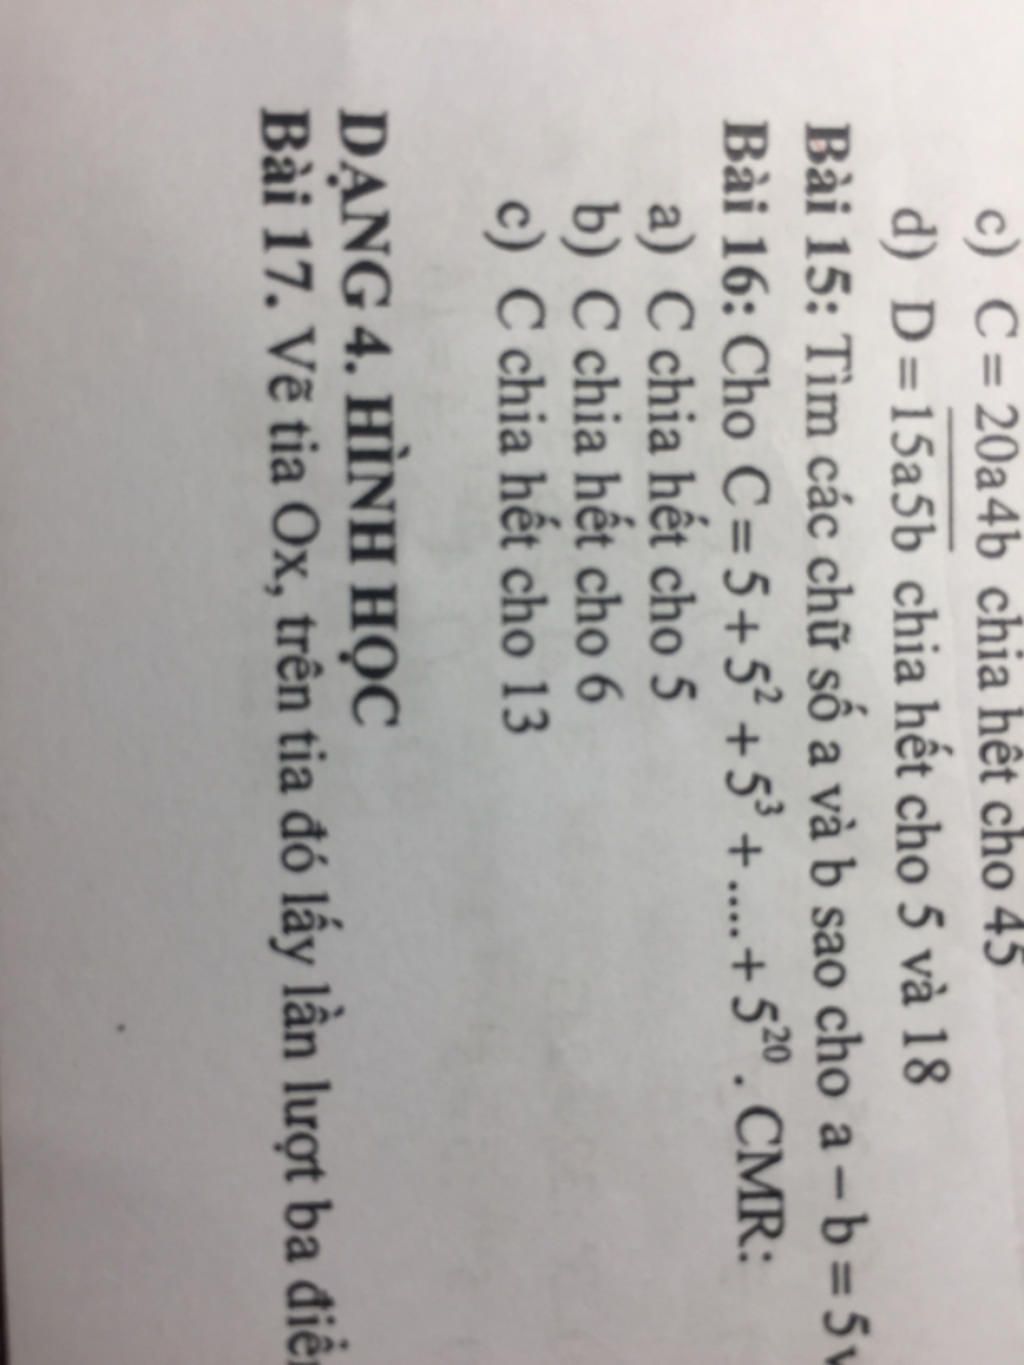 c) C = 20a4b chia hết cho 45
d) D = 15a5b chia hết cho 5 và 18
Bài 15: Tìm các chữ số a và b sao cho a – b = 5
Bài 16: Cho C = 5 + 5² + 5³ + .... + 5²⁰ . CMR:
a) C chia hết cho 5
b) C chia hết cho 6
c) C chia hết cho 13
DẠNG 4. HÌNH HỌC
Bài 17. Vẽ tia Ox, trên tia đó lấy lần lượt ba